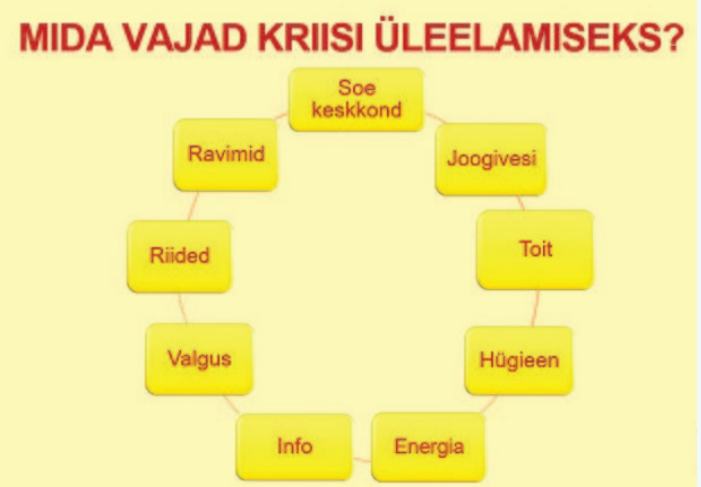 MIDA VAJAD KRIISI ÜLEELAMISEKS?
Soe
keskkond
Joogivesi
Toit
Hügieen
Energia
Info
Valgus
Riided
Ravimid